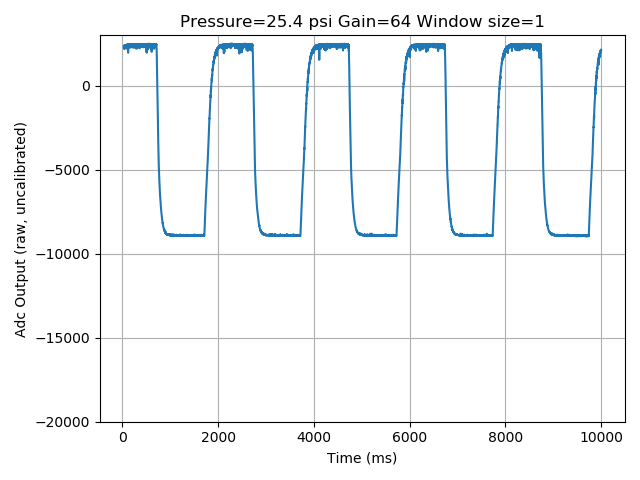 Pressure=25.4 psi Gain=64 Window size=1
Adc Output (raw, uncalibrated)
0
−5000
−10000
−15000
−20000
0 2000 4000 6000 8000 10000
Time (ms)